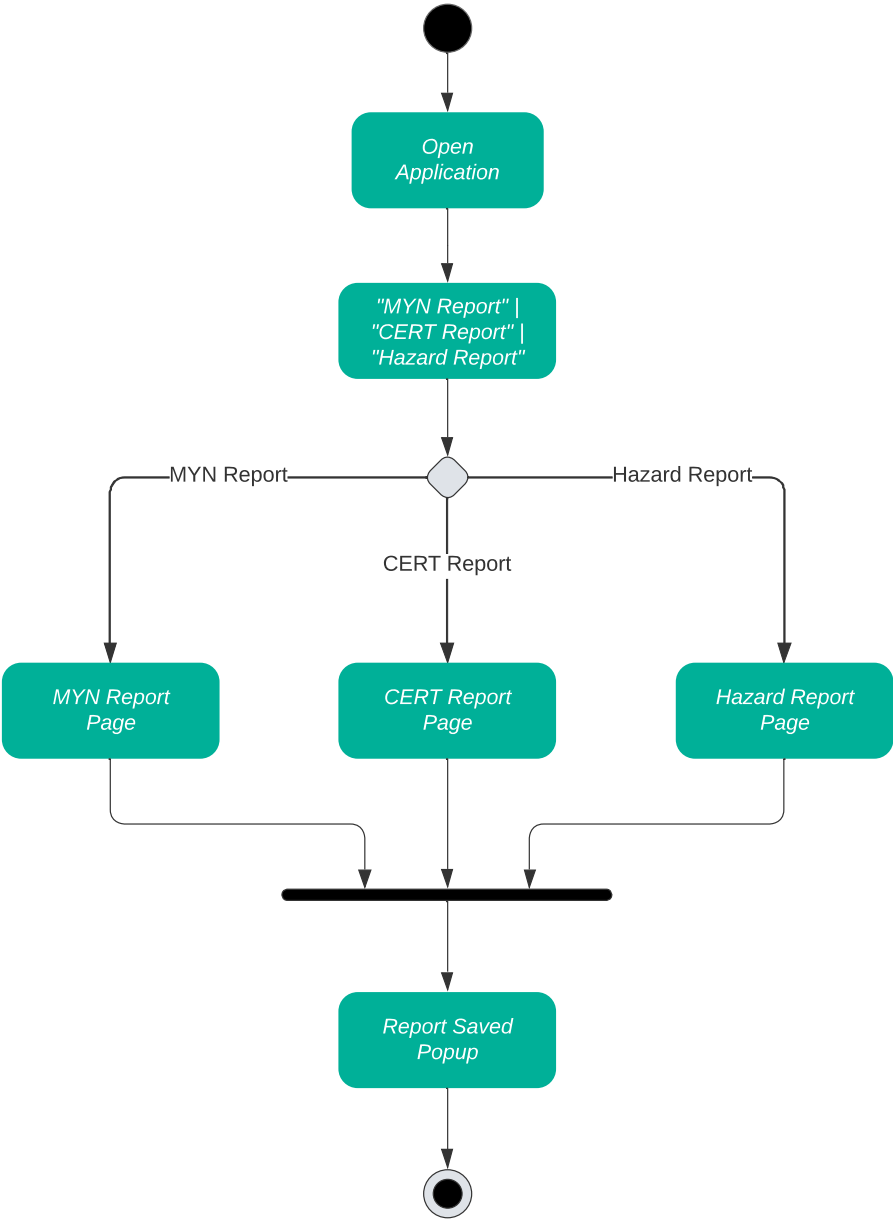 Open
Application
"MYN Report" |
"CERT Report" |
"Hazard Report"
MYN Report
Hazard Report
CERT Report
MYN Report
Page
CERT Report
Page
Hazard Report
Page
Report Saved
Popup